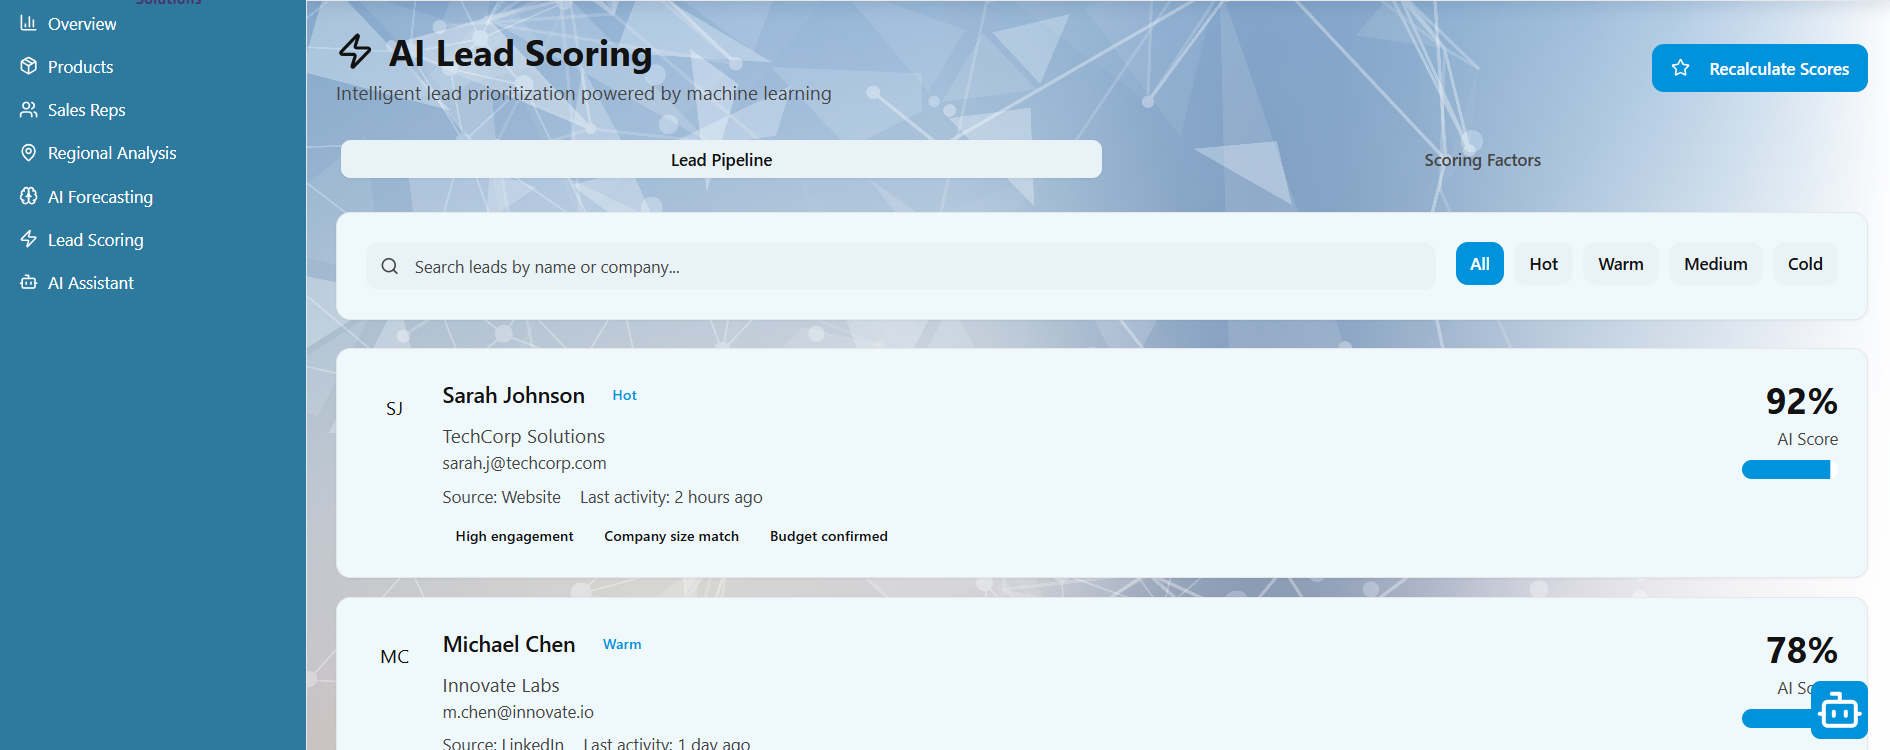 Solutions
Overview
Products
Sales Reps
Regional Analysis
AI Forecasting
Lead Scoring
AI Assistant
AI Lead Scoring
Intelligent lead prioritization powered by machine learning
Recalculate Scores
Lead Pipeline
Scoring Factors
Search leads by name or company...
All
Hot
Warm
Medium
Cold
SJ
Sarah Johnson
Hot
TechCorp Solutions
sarah.j@techcorp.com
Source: Website
Last activity: 2 hours ago
High engagement
Company size match
Budget confirmed
92%
AI Score
MC
Michael Chen
Warm
Innovate Labs
m.chen@innovate.io
Source: LinkedIn
Last activity: 1 day ago
78%
AI